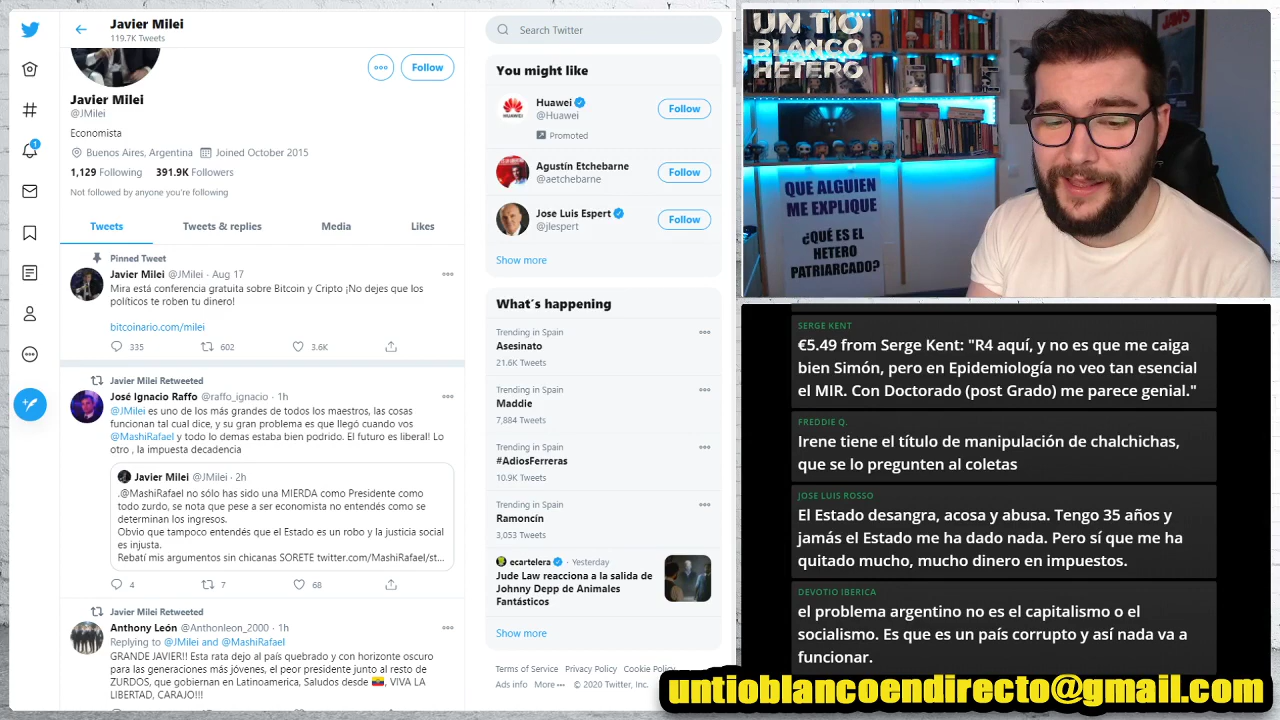 Javier Milei
119.7K Tweets
Follow
Javier Milei
@JMilei
Economista
Buenos Aires, Argentina Joined October 2015
1,129 Following 391.9K Followers
Not followed by anyone you're following
Tweets Tweets & replies Media Likes
Pinned Tweet
Javier Milei @JMilei · Aug 17
Mira está conferencia gratuita sobre Bitcoin y Cripto ¡No dejes que los
políticos te roben tu dinero!
bitcoinario.com/milei
335 602 3.6K
Javier Milei Retweeted
José Ignacio Raffo @raffo_ignacio · 1h
@JMilei es uno de los más grandes de todos los maestros, las cosas
funcionan tal cual dice, y su gran problema es que llegó cuando vos
@MashiRafael y todo lo demas estaba bien podrido. El futuro es liberal! Lo
otro , la impuesta decadencia
Javier Milei @JMilei · 2h
.@MashiRafael no sólo has sido una MIERDA como Presidente como
todo zurdo, se nota que pese a ser economista no entendés como se
determinan los ingresos.
Obvio que tampoco entendés que el Estado es un robo y la justicia social
es injusta.
Rebatí mis argumentos sin chicanas SORETE twitter.com/MashiRafael/st...
4 7 68
Javier Milei Retweeted
Anthony León @Anthonleon_2000 · 1h
Replying to @JMilei and @MashiRafael
GRANDE JAVIER!! Esta rata dejo al país quebrado y con horizonte oscuro
para las generaciones más jóvenes, el peor presidente junto al resto de
ZURDOS, que gobiernan en Latinoamerica, Saludos desde 🇪🇨, VIVA LA
LIBERTAD, CARAJO!!!
1
Search Twitter
You might like
Huawei
@Huawei
Follow
Promoted
Agustín Etchebarne
@aetchebarne
Follow
Jose Luis Espert
@jlespert
Follow
Show more
What's happening
Trending in Spain
Asesinato
21.6K Tweets
Trending in Spain
Maddie
7,884 Tweets
Trending in Spain
#AdiosFerreras
10.9K Tweets
Trending in Spain
Ramoncín
3,053 Tweets
ecartelera · Yesterday
Jude Law reacciona a la salida de
Johnny Depp de Animales
Fantásticos
Show more
Terms of Service Privacy Policy Cookie Policy
Ads info More ··· © 2020 Twitter, Inc.
UN TIO
BLANCO
HETERO
QUE ALGUIEN
ME EXPLIQUE
¿QUÉ ES EL
HETERO
PATRIARCADO?
SERGE KENT
€5.49 from Serge Kent: "R4 aquí, y no es que me caiga
bien Simón, pero en Epidemiología no veo tan esencial
el MIR. Con Doctorado (post Grado) me parece genial."
FREDDIE Q.
Irene tiene el título de manipulación de chalchichas,
que se lo pregunten al coletas
JOSE LUIS ROSSO
El Estado desangra, acosa y abusa. Tengo 35 años y
jamás el Estado me ha dado nada. Pero sí que me ha
quitado mucho, mucho dinero en impuestos.
DEVOTIO IBERICA
el problema argentino no es el capitalismo o el
socialismo. Es que es un país corrupto y así nada va a
funcionar.
untioblancoendirecto@gmail.com